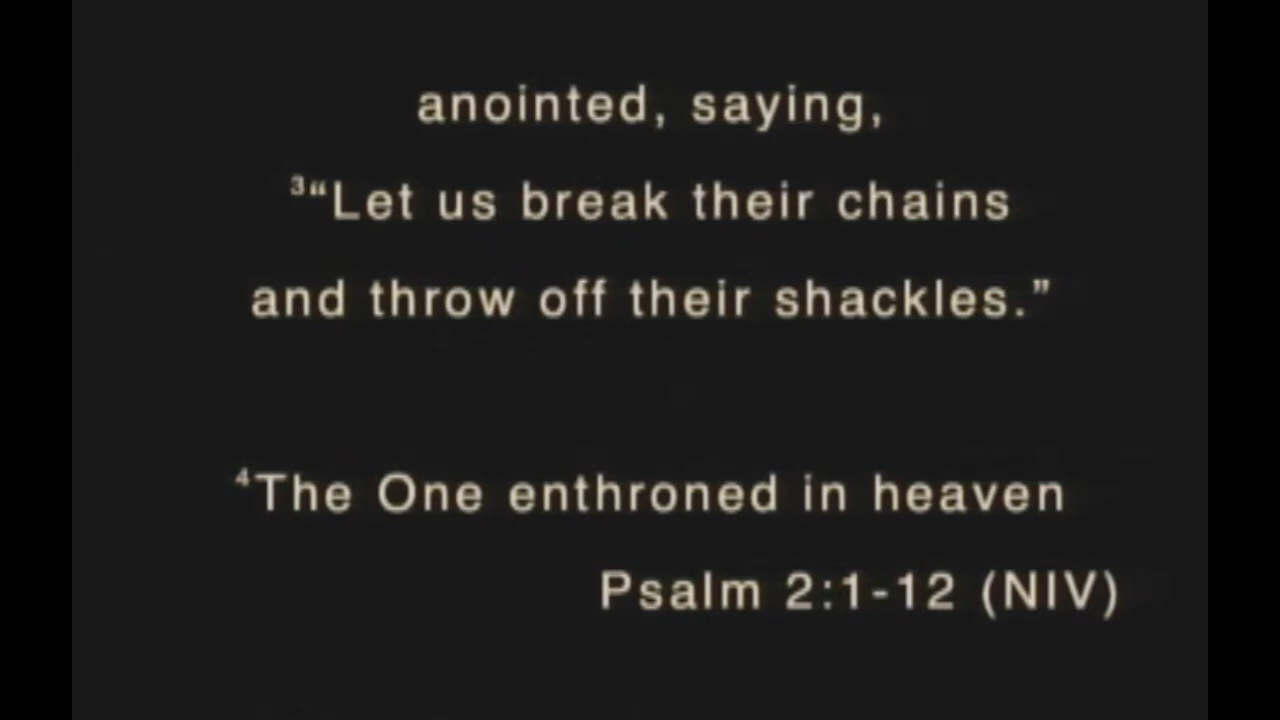 anointed, saying,
³“Let us break their chains
and throw off their shackles.”
⁴The One enthroned in heaven
Psalm 2:1-12 (NIV)